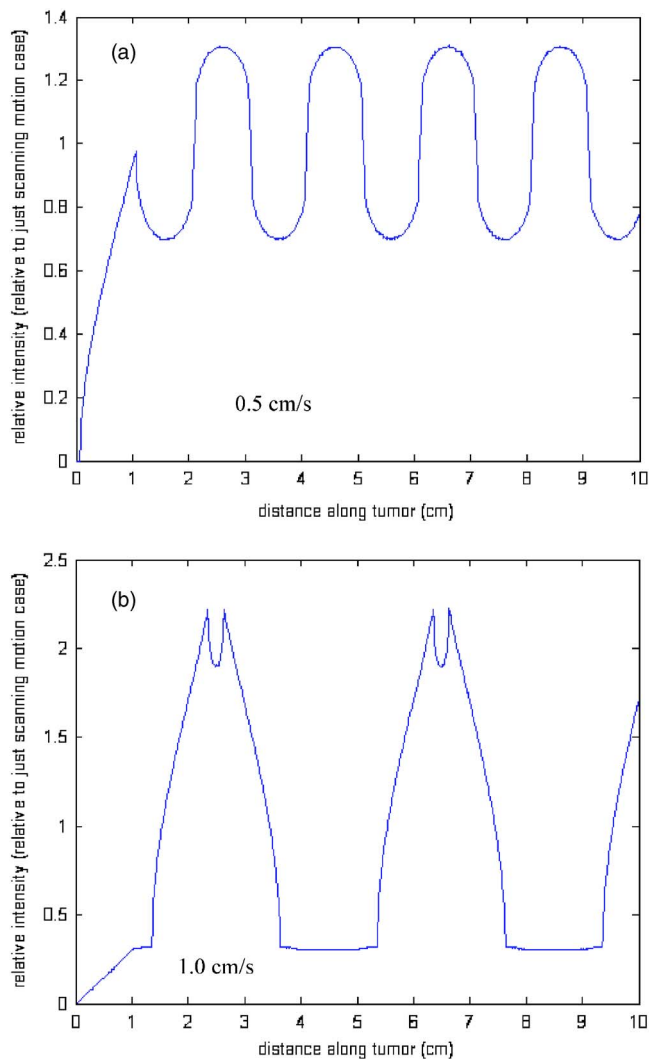 1.4
(a)
1.2
1
0.8
0.6
0.4
0.2
0
relative intensity (relative to just scanning motion case)
0.5 cm/s
0 1 2 3 4 5 6 7 8 9 10
distance along tumor (cm)
2.5
(b)
2
1.5
1
0.5
0
relative intensity (relative to just scanning motion case)
1.0 cm/s
0 1 2 3 4 5 6 7 8 9 10
distance along tumor (cm)